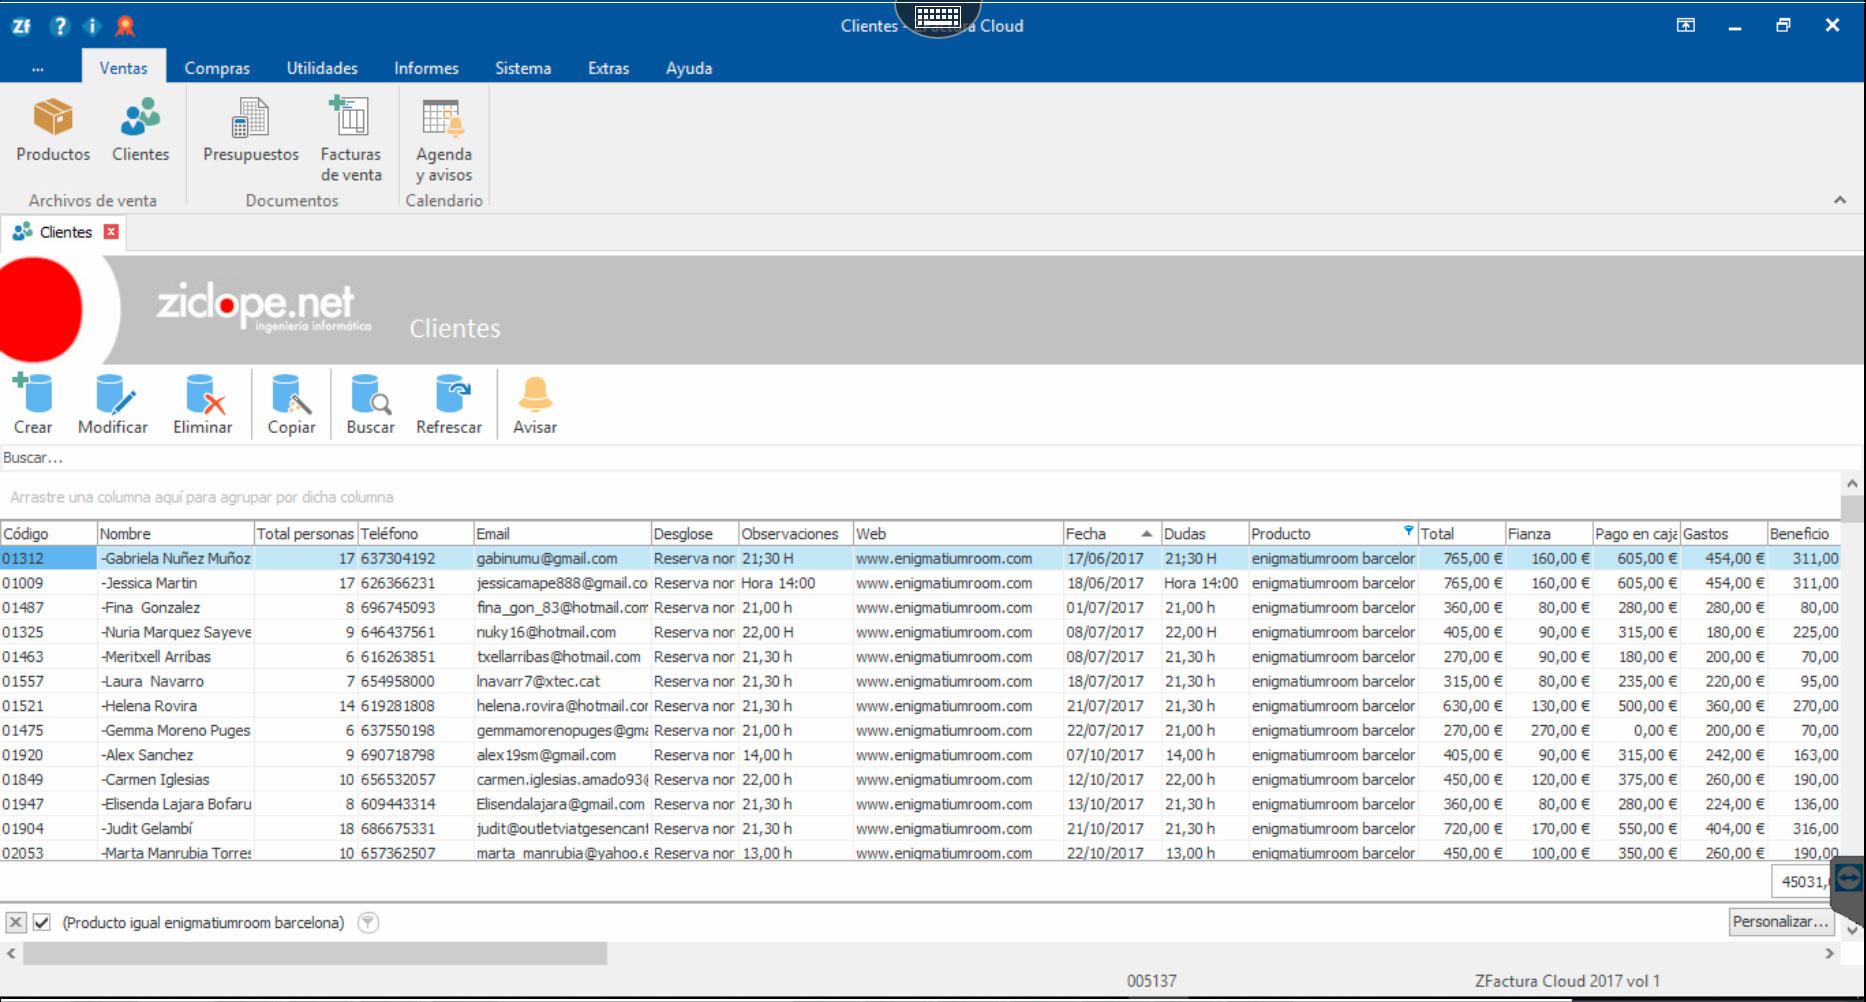 Zf ? i Clientes - ra Cloud
... Ventas Compras Utilidades Informes Sistema Extras Ayuda
Productos Clientes Presupuestos Facturas de venta Agenda y avisos
Archivos de venta Documentos Calendario
Clientes x
ziclope.net
ingeniería informática
Clientes
Crear Modificar Eliminar Copiar Buscar Refrescar Avisar
Buscar...
Arrastre una columna aquí para agrupar por dicha columna
Código Nombre Total personas Teléfono Email Desglose Observaciones Web Fecha Dudas Producto Total Fianza Pago en caja Gastos Beneficio
01312 -Gabriela Nuñez Muñoz 17 637304192 gabinumu@gmail.com Reserva nor 21;30 H www.enigmatiumroom.com 17/06/2017 21;30 H enigmatiumroom barcelor 765,00 € 160,00 € 605,00 € 454,00 € 311,00
01009 -Jessica Martin 17 626366231 jessicamape888@gmail.co Reserva nor Hora 14:00 www.enigmatiumroom.com 18/06/2017 Hora 14:00 enigmatiumroom barcelor 765,00 € 160,00 € 605,00 € 454,00 € 311,00
01487 -Fina Gonzalez 8 696745093 fina_gon_83@hotmail.com Reserva nor 21,00 h www.enigmatiumroom.com 01/07/2017 21,00 h enigmatiumroom barcelor 360,00 € 80,00 € 280,00 € 280,00 € 80,00
01325 -Nuria Marquez Sayeve 9 646437561 nuky16@hotmail.com Reserva nor 22,00 H www.enigmatiumroom.com 08/07/2017 22,00 H enigmatiumroom barcelor 405,00 € 90,00 € 315,00 € 180,00 € 225,00
01463 -Meritxell Arribas 6 616263851 txellarribas@hotmail.com Reserva nor 21,30 h www.enigmatiumroom.com 08/07/2017 21,30 h enigmatiumroom barcelor 270,00 € 90,00 € 180,00 € 200,00 € 70,00
01557 -Laura Navarro 7 654958000 lnavarr7@xtec.cat Reserva nor 21,30 h www.enigmatiumroom.com 18/07/2017 21,30 h enigmatiumroom barcelor 315,00 € 80,00 € 235,00 € 220,00 € 95,00
01521 -Helena Rovira 14 619281808 helena.rovira@hotmail.cor Reserva nor 21,30 h www.enigmatiumroom.com 21/07/2017 21,30 h enigmatiumroom barcelor 630,00 € 130,00 € 500,00 € 360,00 € 270,00
01475 -Gemma Moreno Puges 6 637550198 gemmamorenopuges@gma Reserva nor 21,00 h www.enigmatiumroom.com 22/07/2017 21,00 h enigmatiumroom barcelor 270,00 € 270,00 € 0,00 € 200,00 € 70,00
01920 -Alex Sanchez 9 690718798 alex19sm@gmail.com Reserva nor 14,00 h www.enigmatiumroom.com 07/10/2017 14,00 h enigmatiumroom barcelor 405,00 € 90,00 € 315,00 € 242,00 € 163,00
01849 -Carmen Iglesias 10 656532057 carmen.iglesias.amado93@ Reserva nor 22,00 h www.enigmatiumroom.com 12/10/2017 22,00 h enigmatiumroom barcelor 450,00 € 120,00 € 375,00 € 260,00 € 190,00
01947 -Elisenda Lajara Bofaru 8 609443314 Elisendalajara@gmail.com Reserva nor 21,30 h www.enigmatiumroom.com 13/10/2017 21,30 h enigmatiumroom barcelor 360,00 € 80,00 € 280,00 € 224,00 € 136,00
01904 -Judit Gelambí 18 686675331 judit@outletviatgesencant Reserva nor 21,30 h www.enigmatiumroom.com 21/10/2017 21,30 h enigmatiumroom barcelor 720,00 € 170,00 € 550,00 € 404,00 € 316,00
02053 -Marta Manrubia Torres 10 657362507 marta_manrubia@yahoo.e Reserva nor 13,00 h www.enigmatiumroom.com 22/10/2017 13,00 h enigmatiumroom barcelor 450,00 € 100,00 € 350,00 € 260,00 € 190,00
45031,
(Producto igual enigmatiumroom barcelona) Personalizar...
005137 ZFactura Cloud 2017 vol 1